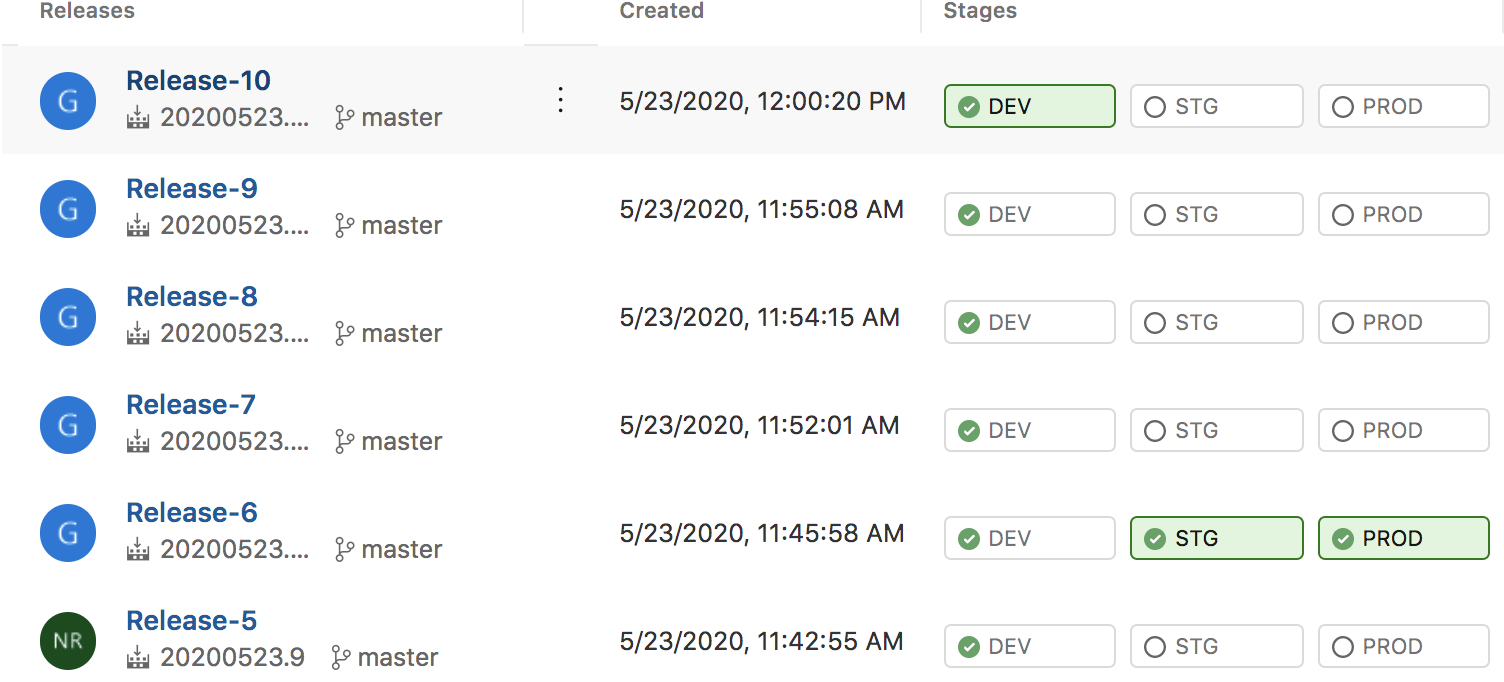 Releases Created Stages
G Release-10 5/23/2020, 12:00:20 PM DEV STG PROD
20200523.... master
G Release-9 5/23/2020, 11:55:08 AM DEV STG PROD
20200523.... master
G Release-8 5/23/2020, 11:54:15 AM DEV STG PROD
20200523.... master
G Release-7 5/23/2020, 11:52:01 AM DEV STG PROD
20200523.... master
G Release-6 5/23/2020, 11:45:58 AM DEV STG PROD
20200523.... master
NR Release-5 5/23/2020, 11:42:55 AM DEV STG PROD
20200523.9 master